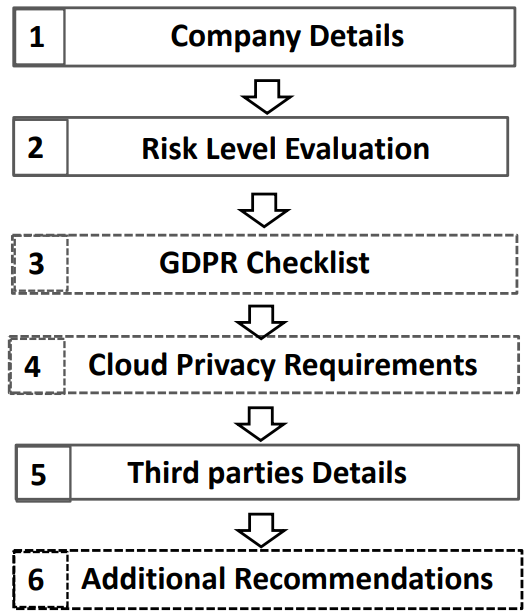 1 Company Details
2 Risk Level Evaluation
3 GDPR Checklist
4 Cloud Privacy Requirements
5 Third parties Details
6 Additional Recommendations